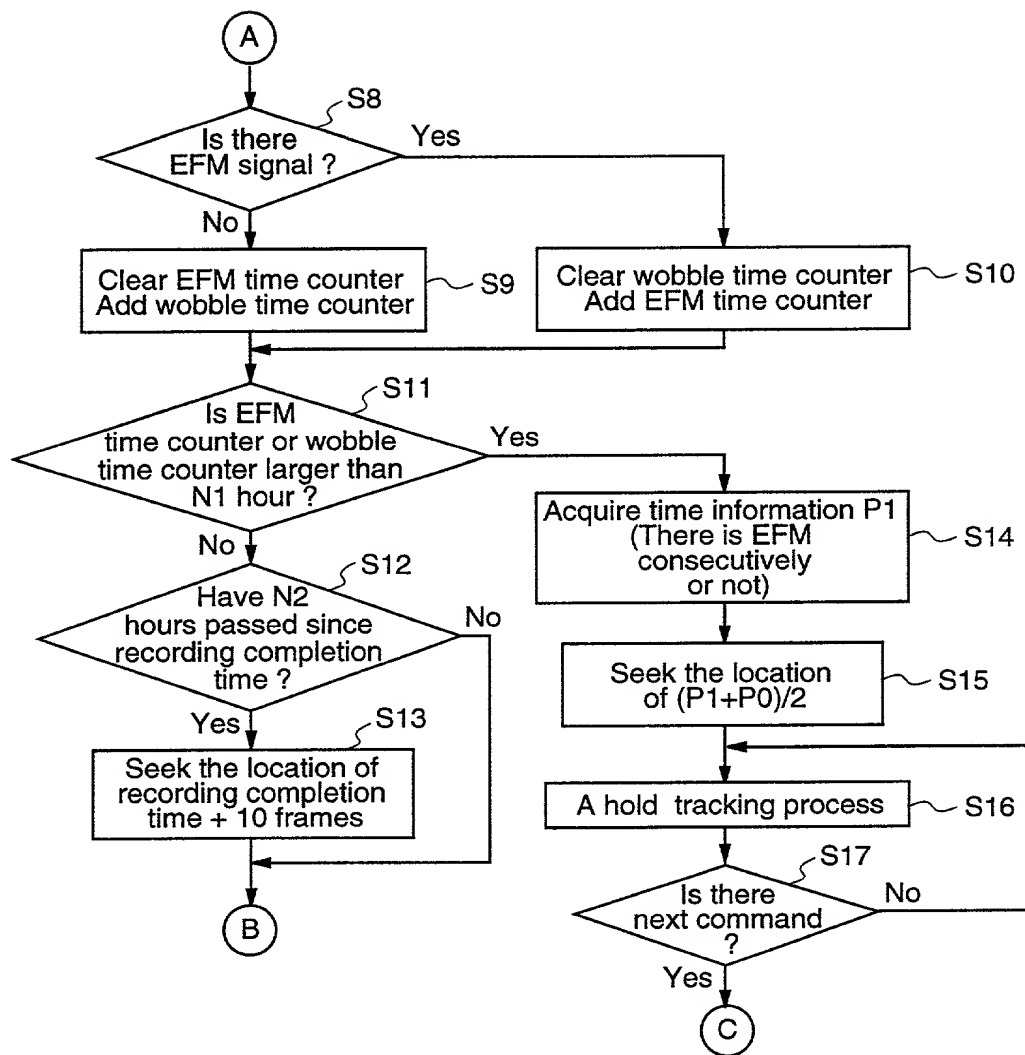 A
S8
Is there
EFM signal ?
Yes
No
Clear EFM time counter
Add wobble time counter
S9
Clear wobble time counter
Add EFM time counter
S10
S11
Is EFM
time counter or wobble
time counter larger than
N1 hour ?
Yes
No
Acquire time information P1
(There is EFM
consecutively
or not)
S14
S12
Have N2
hours passed since
recording completion
time ?
No
Yes
Seek the location
of (P1+P0)/2
S15
S13
Seek the location of
recording completion
time + 10 frames
A hold tracking process
S16
S17
Is there
next command
?
No
Yes
B
C